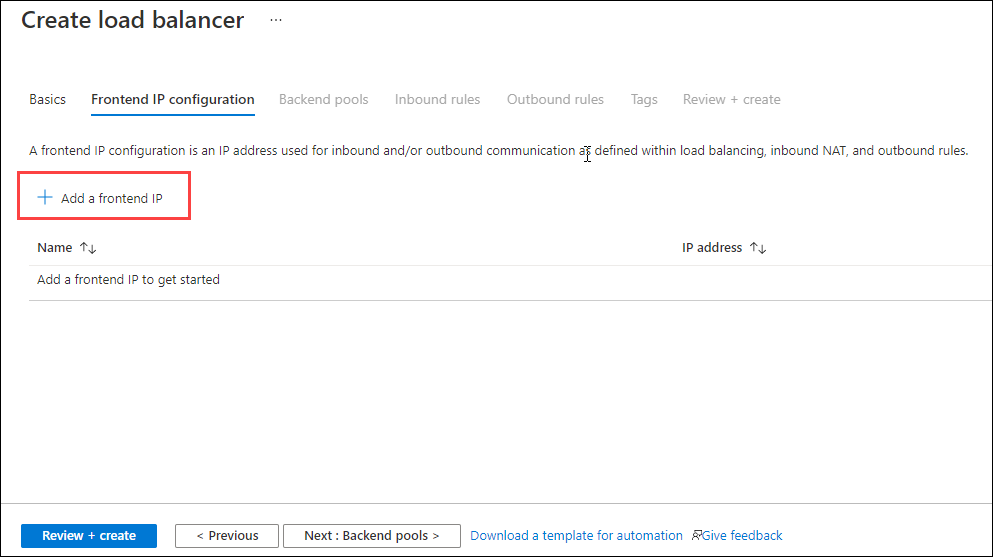 Create load balancer ...
Basics Frontend IP configuration Backend pools Inbound rules Outbound rules Tags Review + create
A frontend IP configuration is an IP address used for inbound and/or outbound communication as defined within load balancing, inbound NAT, and outbound rules.
+ Add a frontend IP
Name ↑↓ IP address ↑↓
Add a frontend IP to get started
Review + create < Previous Next : Backend pools > Download a template for automation Give feedback